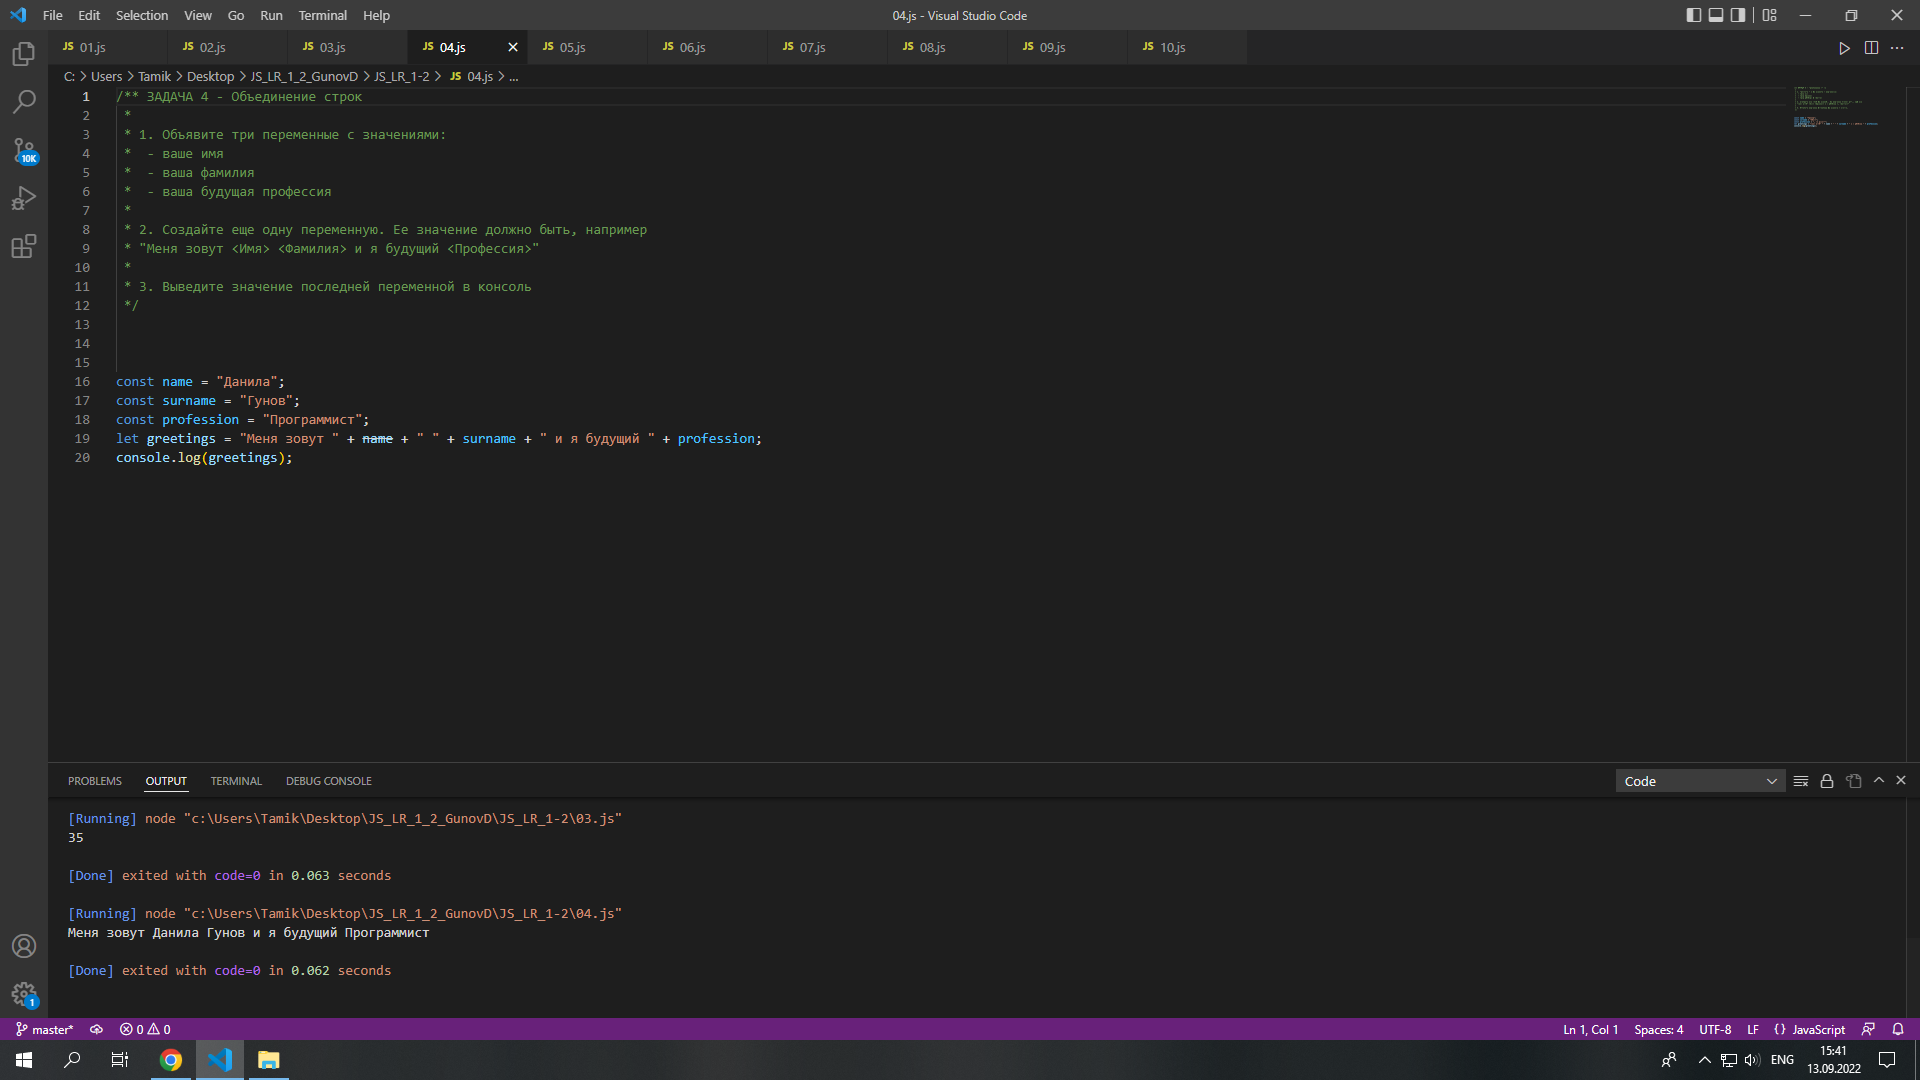 File Edit Selection View Go Run Terminal Help
04.js - Visual Studio Code
JS 01.js JS 02.js JS 03.js JS 04.js JS 05.js JS 06.js JS 07.js JS 08.js JS 09.js JS 10.js
C: > Users > Tamik > Desktop > JS_LR_1_2_GunovD > JS_LR_1-2 > JS 04.js > ...
1 /** ЗАДАЧА 4 - Объединение строк
2 *
3 * 1. Объявите три переменные с значениями:
4 *  - ваше имя
5 *  - ваша фамилия
6 *  - ваша будущая профессия
7 *
8 * 2. Создайте еще одну переменную. Ее значение должно быть, например
9 * "Меня зовут <Имя> <Фамилия> и я будущий <Профессия>"
10 *
11 * 3. Выведите значение последней переменной в консоль
12 */
13
14
15
16 const name = "Данила";
17 const surname = "Гунов";
18 const profession = "Программист";
19 let greetings = "Меня зовут " + name + " " + surname + " и я будущий " + profession;
20 console.log(greetings);
10K
PROBLEMS OUTPUT TERMINAL DEBUG CONSOLE
Code
[Running] node "c:\Users\Tamik\Desktop\JS_LR_1_2_GunovD\JS_LR_1-2\03.js"
35
[Done] exited with code=0 in 0.063 seconds
[Running] node "c:\Users\Tamik\Desktop\JS_LR_1_2_GunovD\JS_LR_1-2\04.js"
Меня зовут Данила Гунов и я будущий Программист
[Done] exited with code=0 in 0.062 seconds
1
master* 0 0
Ln 1, Col 1 Spaces: 4 UTF-8 LF {} JavaScript
ENG
15:41
13.09.2022